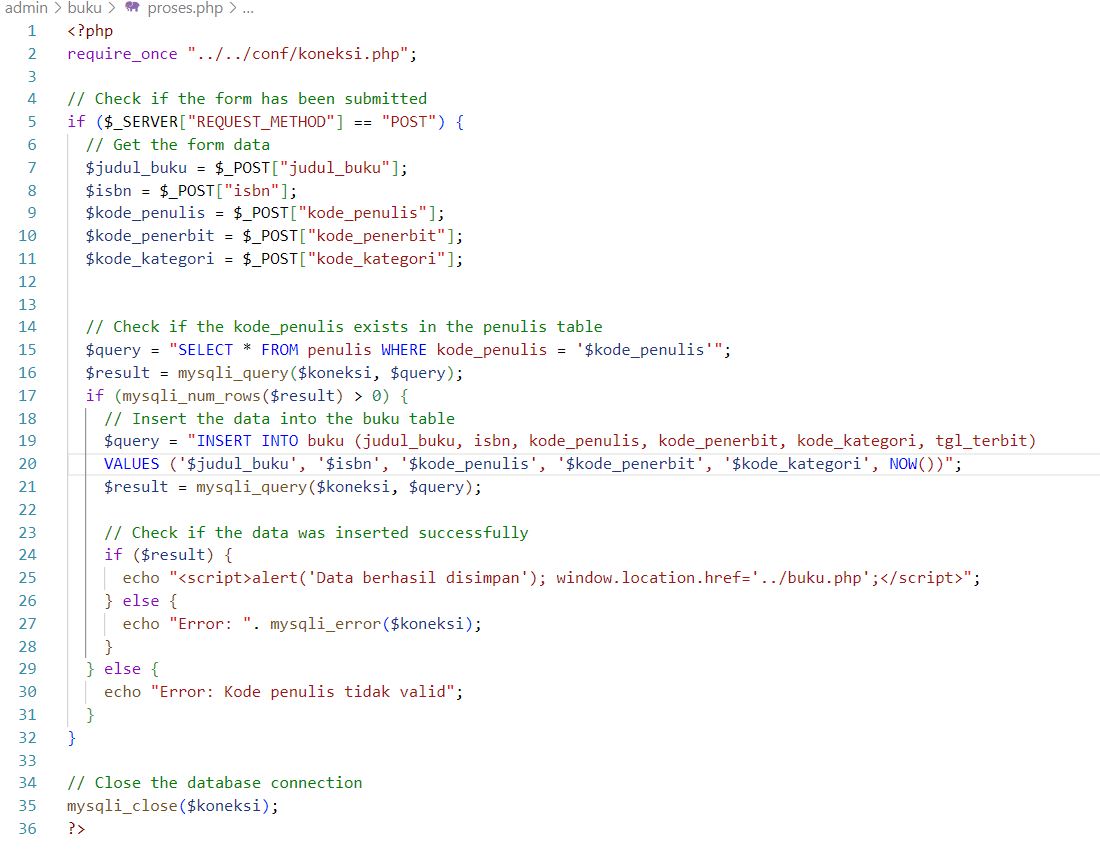 admin > buku > proses.php > ...
1 <?php
2 require_once "../../conf/koneksi.php";
3
4 // Check if the form has been submitted
5 if ($_SERVER["REQUEST_METHOD"] == "POST") {
6   // Get the form data
7   $judul_buku = $_POST["judul_buku"];
8   $isbn = $_POST["isbn"];
9   $kode_penulis = $_POST["kode_penulis"];
10   $kode_penerbit = $_POST["kode_penerbit"];
11   $kode_kategori = $_POST["kode_kategori"];
12
13
14   // Check if the kode_penulis exists in the penulis table
15   $query = "SELECT * FROM penulis WHERE kode_penulis = '$kode_penulis'";
16   $result = mysqli_query($koneksi, $query);
17   if (mysqli_num_rows($result) > 0) {
18     // Insert the data into the buku table
19     $query = "INSERT INTO buku (judul_buku, isbn, kode_penulis, kode_penerbit, kode_kategori, tgl_terbit)
20     VALUES ('$judul_buku', '$isbn', '$kode_penulis', '$kode_penerbit', '$kode_kategori', NOW())";
21     $result = mysqli_query($koneksi, $query);
22
23     // Check if the data was inserted successfully
24     if ($result) {
25       echo "<script>alert('Data berhasil disimpan'); window.location.href='../buku.php';</script>";
26     } else {
27       echo "Error: ". mysqli_error($koneksi);
28     }
29   } else {
30     echo "Error: Kode penulis tidak valid";
31   }
32 }
33
34 // Close the database connection
35 mysqli_close($koneksi);
36 ?>